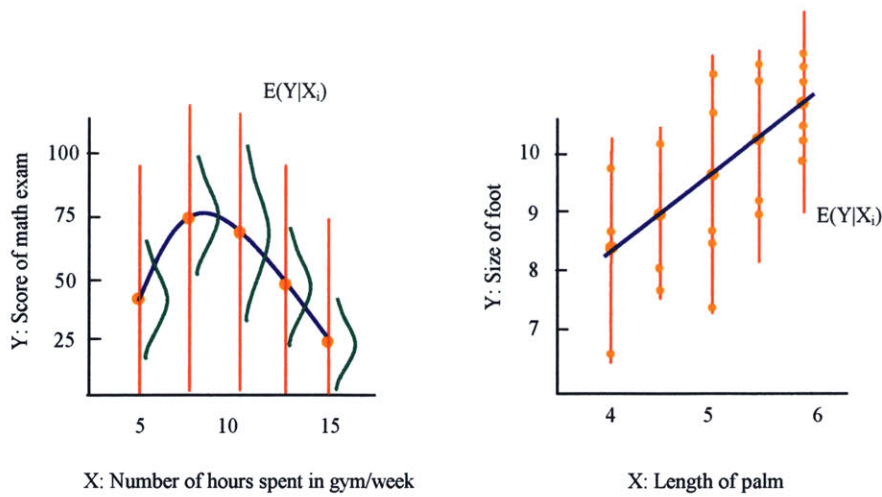 E(Y|Xᵢ)
Y: Score of math exam
100
75
50
25
5
10
15
X: Number of hours spent in gym/week
Y: Size of foot
10
9
8
7
E(Y|Xᵢ)
4
5
6
X: Length of palm